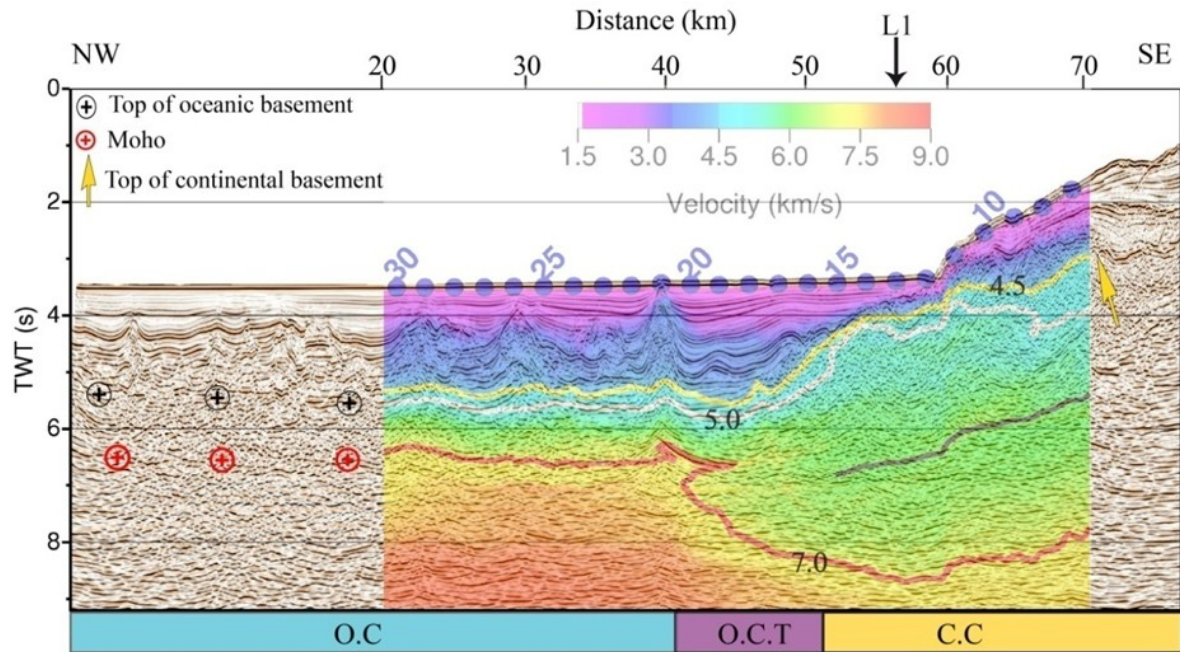 Distance (km)
L1
NW
SE
20 30 40 50 60 70
0
Top of oceanic basement
Moho
Top of continental basement
1.5 3.0 4.5 6.0 7.5 9.0
Velocity (km/s)
2
10
30 25 20 15
4.5
4
TWT (s)
5.0
6
8
7.0
O.C O.C.T C.C